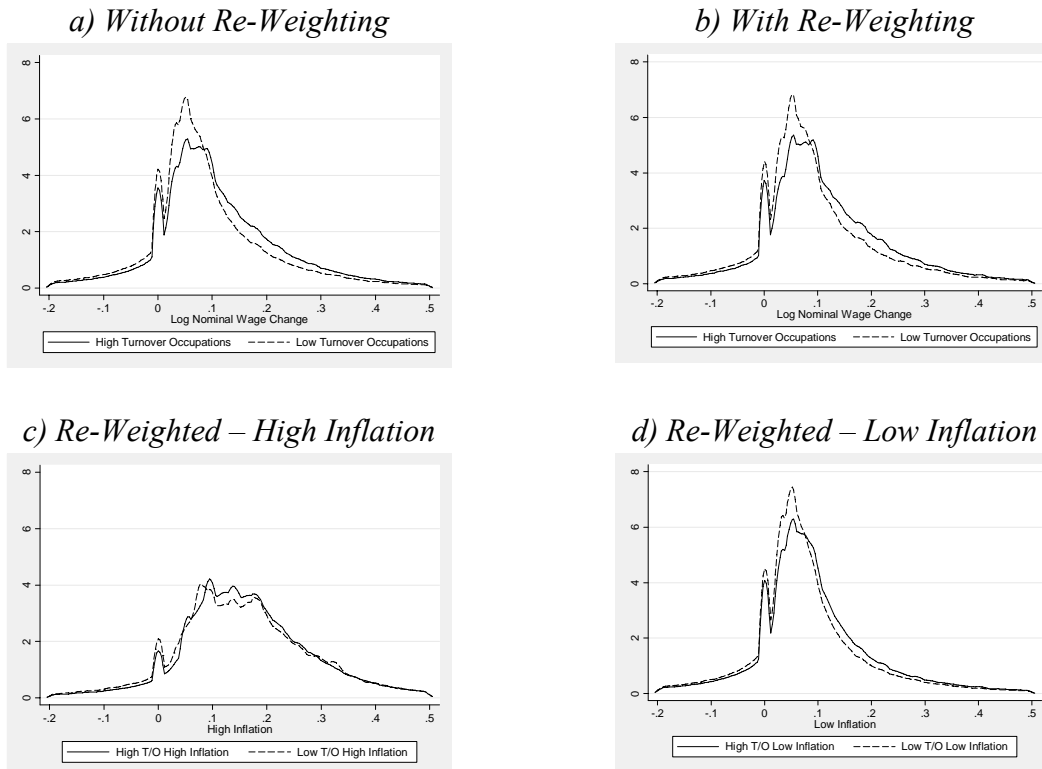 a) Without Re-Weighting
8
6
4
2
0
-.2 -.1 0 .1 .2 .3 .4 .5
Log Nominal Wage Change
High Turnover Occupations Low Turnover Occupations
b) With Re-Weighting
8
6
4
2
0
-.2 -.1 0 .1 .2 .3 .4 .5
Log Nominal Wage Change
High Turnover Occupations Low Turnover Occupations
c) Re-Weighted – High Inflation
8
6
4
2
0
-.2 -.1 0 .1 .2 .3 .4 .5
High Inflation
High T/O High Inflation Low T/O High Inflation
d) Re-Weighted – Low Inflation
8
6
4
2
0
-.2 -.1 0 .1 .2 .3 .4 .5
Low Inflation
High T/O Low Inflation Low T/O Low Inflation